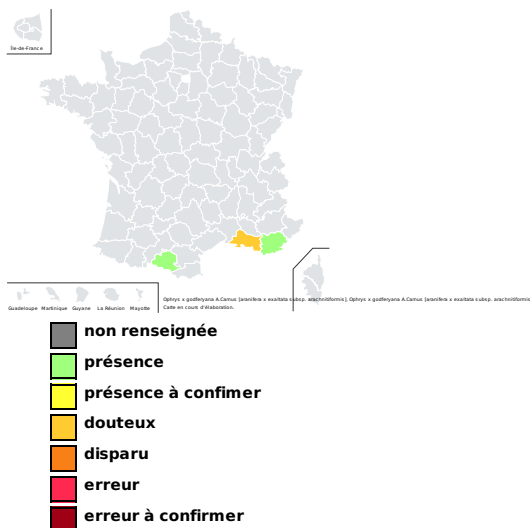 Île-de-France
Guadeloupe Martinique Guyane La Réunion Mayotte
Ophrys x godferyana A.Camus [aranifera x exaltata subsp. arachnitiformis], Ophrys x godferyana A.Camus [aranifera x exaltata subsp. arachnitiformis
Carte en cours d'élaboration.
non renseignée
présence
présence à confimer
douteux
disparu
erreur
erreur à confirmer